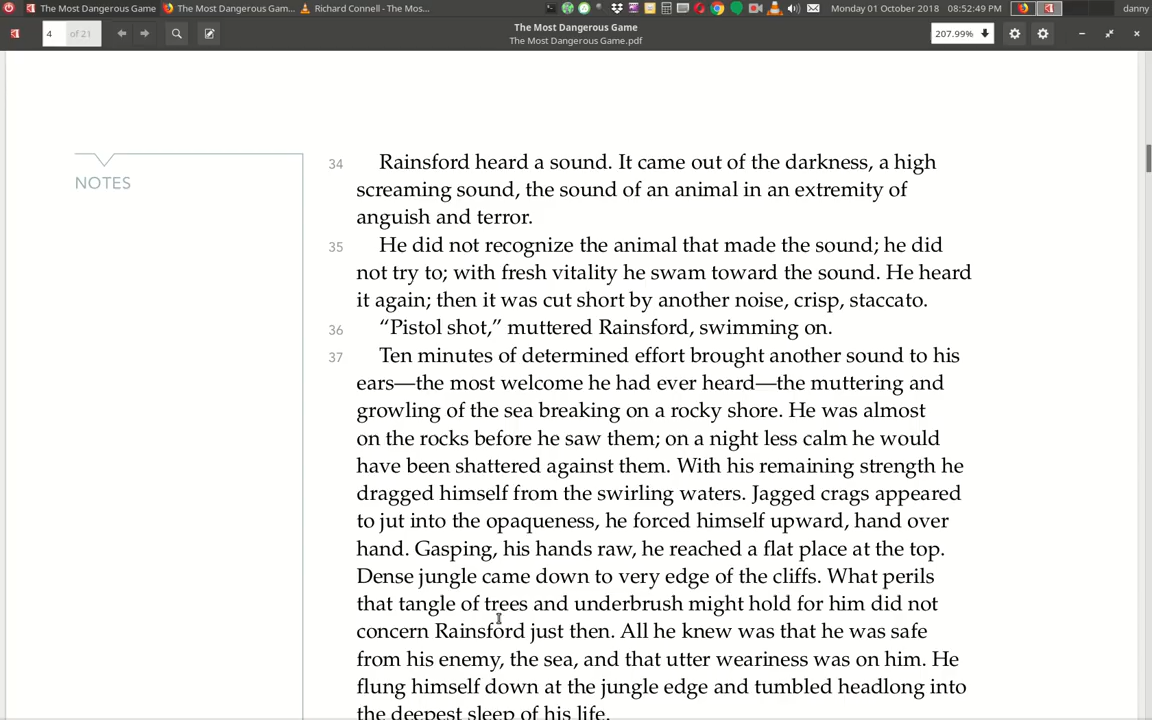 The Most Dangerous Game
The Most Dangerous Gam...
Richard Connell - The Mos...
Monday 01 October 2018
08:52:49 PM
danny
4
of 21
The Most Dangerous Game
The Most Dangerous Game.pdf
207.99%
NOTES
34 Rainsford heard a sound. It came out of the darkness, a high
screaming sound, the sound of an animal in an extremity of
anguish and terror.
35 He did not recognize the animal that made the sound; he did
not try to; with fresh vitality he swam toward the sound. He heard
it again; then it was cut short by another noise, crisp, staccato.
36 “Pistol shot,” muttered Rainsford, swimming on.
37 Ten minutes of determined effort brought another sound to his
ears—the most welcome he had ever heard—the muttering and
growling of the sea breaking on a rocky shore. He was almost
on the rocks before he saw them; on a night less calm he would
have been shattered against them. With his remaining strength he
dragged himself from the swirling waters. Jagged crags appeared
to jut into the opaqueness, he forced himself upward, hand over
hand. Gasping, his hands raw, he reached a flat place at the top.
Dense jungle came down to very edge of the cliffs. What perils
that tangle of trees and underbrush might hold for him did not
concern Rainsford just then. All he knew was that he was safe
from his enemy, the sea, and that utter weariness was on him. He
flung himself down at the jungle edge and tumbled headlong into
the deepest sleep of his life.